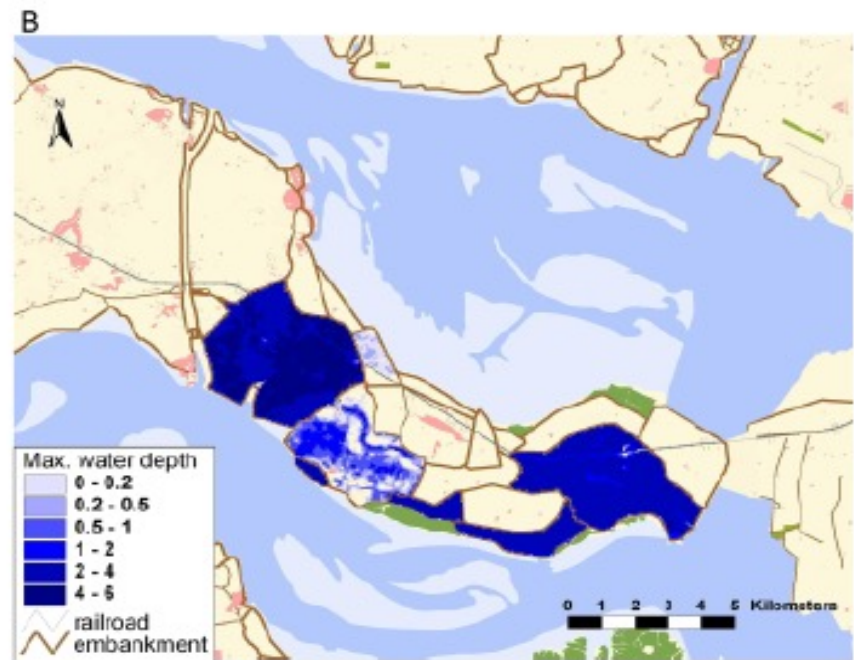 B
N
Max. water depth
0 - 0.2
0.2 - 0.5
0.5 - 1
1 - 2
2 - 4
4 - 6
railroad
embankment
0 1 2 3 4 5 Kilometers